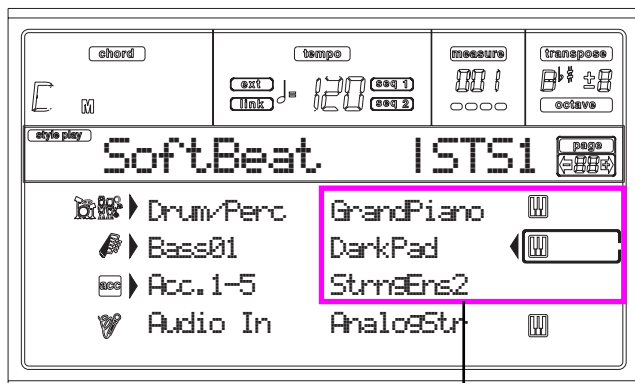 chord tempo measure transpose
C M ext link = 120 seq 1 seq 2 001 B♭♯ ±8 octave
style play SoftBeat |STS1 page
Drum/Perc GrandPiano
Bass01 DarkPad
acc Acc.1-5 StrngEns2
Audio In AnalogStr